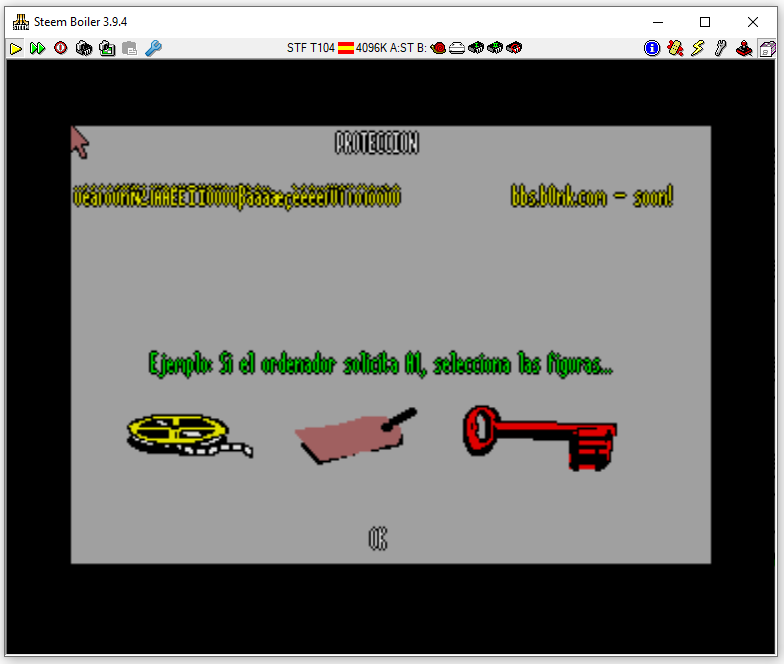 Steem Boiler 3.9.4
STF T104 4096K A:ST B:
PROTECCION
bbs.b0nk.com - soon!
Ejemplo: Si el ordenador solicita A1, selecciona las figuras...
OK